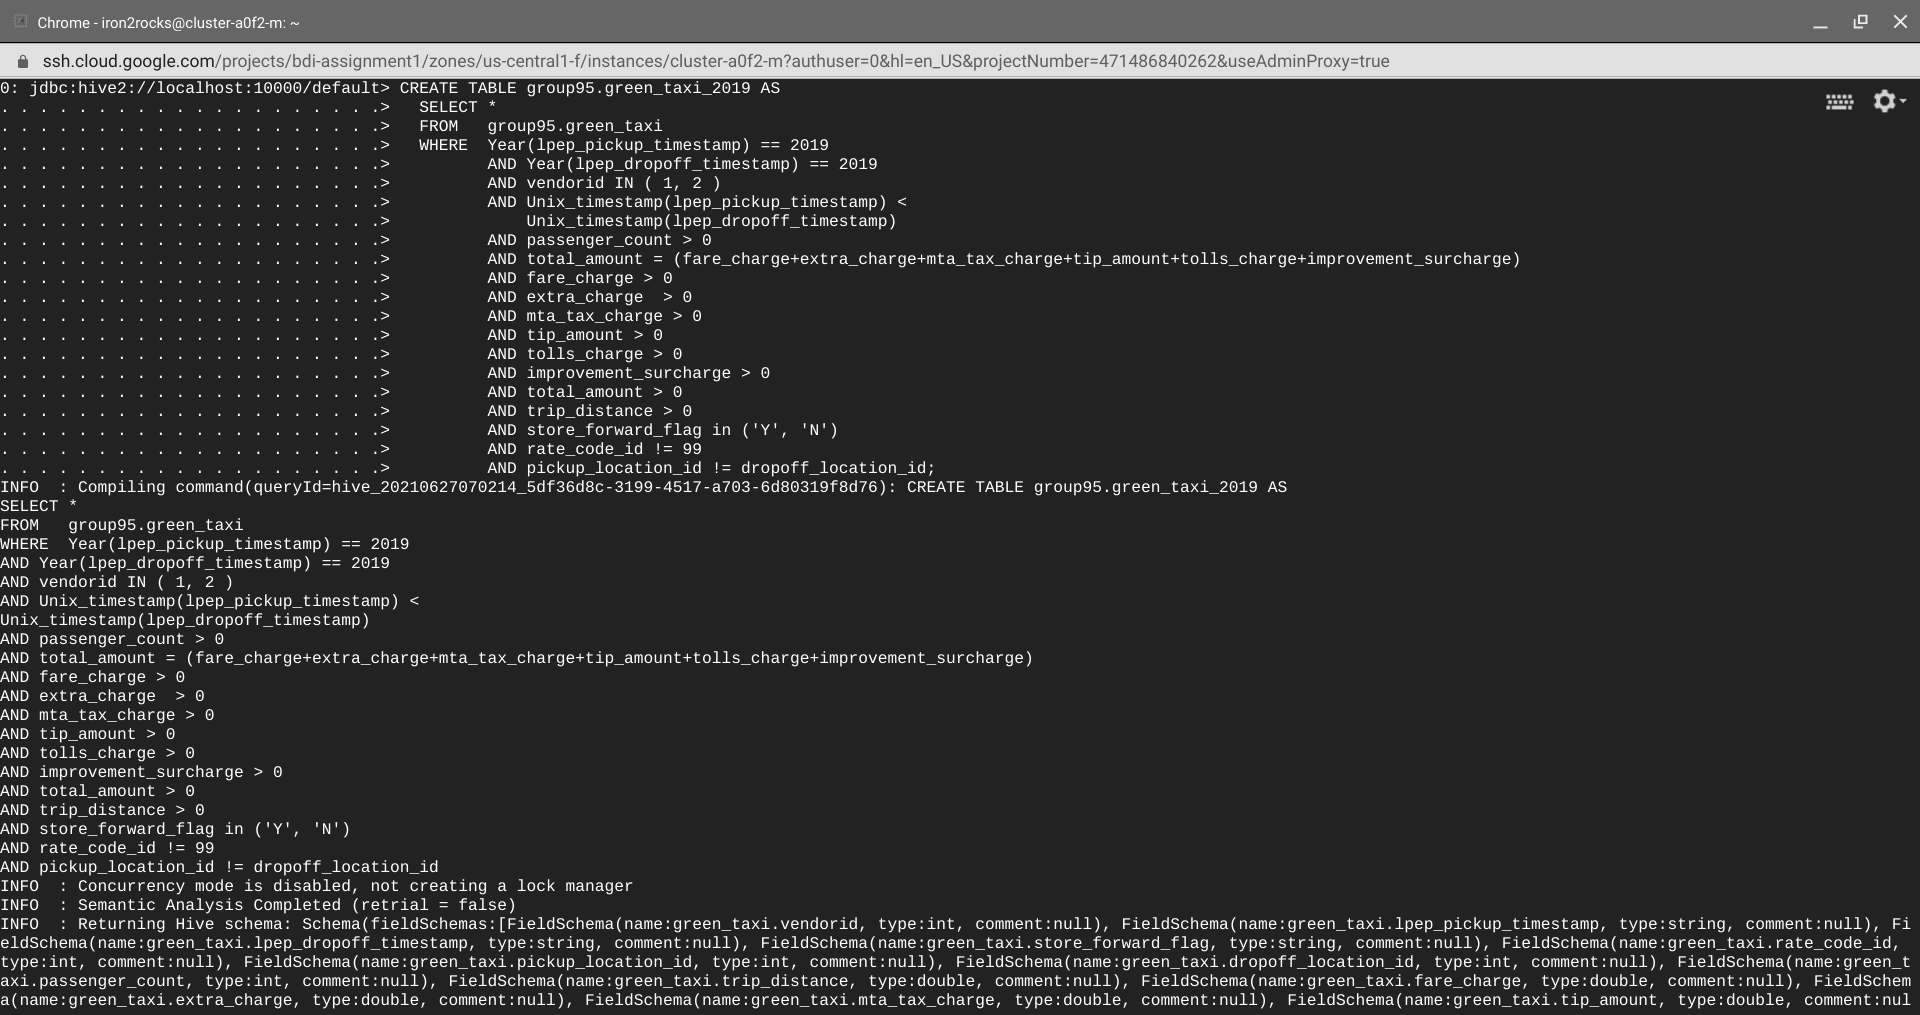 Chrome - iron2rocks@cluster-a0f2-m: ~
ssh.cloud.google.com/projects/bdi-assignment1/zones/us-central1-f/instances/cluster-a0f2-m?authuser=0&hl=en_US&projectNumber=471486840262&useAdminProxy=true
0: jdbc:hive2://localhost:10000/default> CREATE TABLE group95.green_taxi_2019 AS
. . . . . . . . . . . . . . . . . . . .>   SELECT *
. . . . . . . . . . . . . . . . . . . .>   FROM   group95.green_taxi
. . . . . . . . . . . . . . . . . . . .>   WHERE  Year(lpep_pickup_timestamp) == 2019
. . . . . . . . . . . . . . . . . . . .>          AND Year(lpep_dropoff_timestamp) == 2019
. . . . . . . . . . . . . . . . . . . .>          AND vendorid IN ( 1, 2 )
. . . . . . . . . . . . . . . . . . . .>          AND Unix_timestamp(lpep_pickup_timestamp) <
. . . . . . . . . . . . . . . . . . . .>              Unix_timestamp(lpep_dropoff_timestamp)
. . . . . . . . . . . . . . . . . . . .>          AND passenger_count > 0
. . . . . . . . . . . . . . . . . . . .>          AND total_amount = (fare_charge+extra_charge+mta_tax_charge+tip_amount+tolls_charge+improvement_surcharge)
. . . . . . . . . . . . . . . . . . . .>          AND fare_charge > 0
. . . . . . . . . . . . . . . . . . . .>          AND extra_charge  > 0
. . . . . . . . . . . . . . . . . . . .>          AND mta_tax_charge > 0
. . . . . . . . . . . . . . . . . . . .>          AND tip_amount > 0
. . . . . . . . . . . . . . . . . . . .>          AND tolls_charge > 0
. . . . . . . . . . . . . . . . . . . .>          AND improvement_surcharge > 0
. . . . . . . . . . . . . . . . . . . .>          AND total_amount > 0
. . . . . . . . . . . . . . . . . . . .>          AND trip_distance > 0
. . . . . . . . . . . . . . . . . . . .>          AND store_forward_flag in ('Y', 'N')
. . . . . . . . . . . . . . . . . . . .>          AND rate_code_id != 99
. . . . . . . . . . . . . . . . . . . .>          AND pickup_location_id != dropoff_location_id;
INFO  : Compiling command(queryId=hive_20210627070214_5df36d8c-3199-4517-a703-6d80319f8d76): CREATE TABLE group95.green_taxi_2019 AS
SELECT *
FROM   group95.green_taxi
WHERE  Year(lpep_pickup_timestamp) == 2019
AND Year(lpep_dropoff_timestamp) == 2019
AND vendorid IN ( 1, 2 )
AND Unix_timestamp(lpep_pickup_timestamp) <
Unix_timestamp(lpep_dropoff_timestamp)
AND passenger_count > 0
AND total_amount = (fare_charge+extra_charge+mta_tax_charge+tip_amount+tolls_charge+improvement_surcharge)
AND fare_charge > 0
AND extra_charge  > 0
AND mta_tax_charge > 0
AND tip_amount > 0
AND tolls_charge > 0
AND improvement_surcharge > 0
AND total_amount > 0
AND trip_distance > 0
AND store_forward_flag in ('Y', 'N')
AND rate_code_id != 99
AND pickup_location_id != dropoff_location_id
INFO  : Concurrency mode is disabled, not creating a lock manager
INFO  : Semantic Analysis Completed (retrial = false)
INFO  : Returning Hive schema: Schema(fieldSchemas:[FieldSchema(name:green_taxi.vendorid, type:int, comment:null), FieldSchema(name:green_taxi.lpep_pickup_timestamp, type:string, comment:null), Fi
eldSchema(name:green_taxi.lpep_dropoff_timestamp, type:string, comment:null), FieldSchema(name:green_taxi.store_forward_flag, type:string, comment:null), FieldSchema(name:green_taxi.rate_code_id,
type:int, comment:null), FieldSchema(name:green_taxi.pickup_location_id, type:int, comment:null), FieldSchema(name:green_taxi.dropoff_location_id, type:int, comment:null), FieldSchema(name:green_t
axi.passenger_count, type:int, comment:null), FieldSchema(name:green_taxi.trip_distance, type:double, comment:null), FieldSchema(name:green_taxi.fare_charge, type:double, comment:null), FieldSchem
a(name:green_taxi.extra_charge, type:double, comment:null), FieldSchema(name:green_taxi.mta_tax_charge, type:double, comment:null), FieldSchema(name:green_taxi.tip_amount, type:double, comment:nul